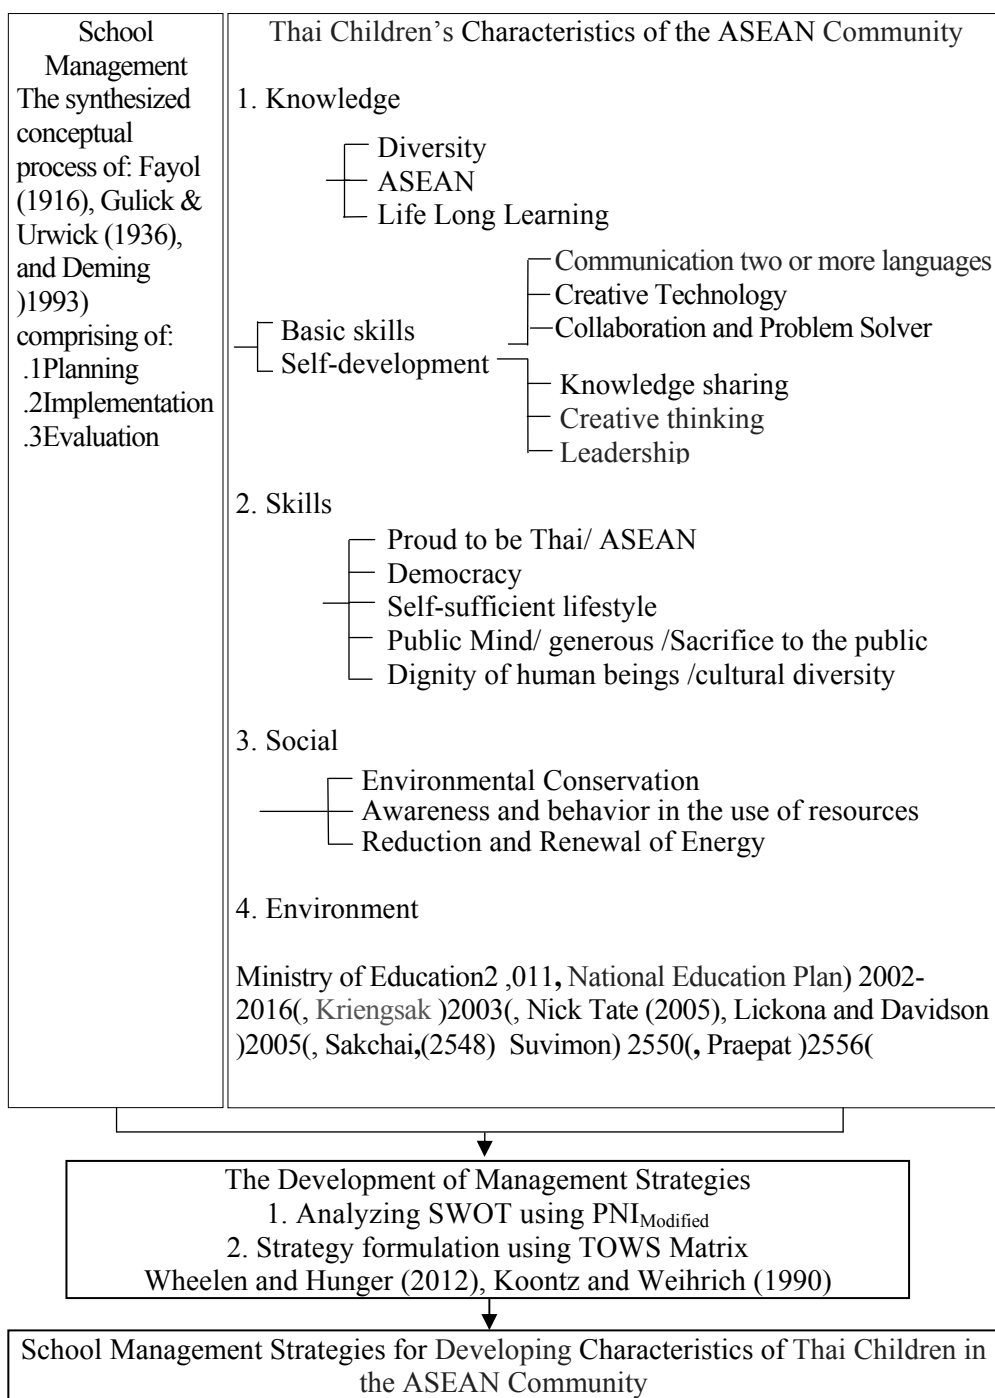 School
Management
The synthesized
conceptual
process of: Fayol
(1916), Gulick &
Urwick (1936),
and Deming
)1993)
comprising of:
.1Planning
.2Implementation
.3Evaluation
Thai Children’s Characteristics of the ASEAN Community
1. Knowledge
Diversity
ASEAN
Life Long Learning
Basic skills
Self-development
Communication two or more languages
Creative Technology
Collaboration and Problem Solver
Knowledge sharing
Creative thinking
Leadership
2. Skills
Proud to be Thai/ ASEAN
Democracy
Self-sufficient lifestyle
Public Mind/ generous /Sacrifice to the public
Dignity of human beings /cultural diversity
3. Social
Environmental Conservation
Awareness and behavior in the use of resources
Reduction and Renewal of Energy
4. Environment
Ministry of Education2 ,011, National Education Plan) 2002-
2016(, Kriengsak )2003(, Nick Tate (2005), Lickona and Davidson
)2005(, Sakchai,(2548) Suvimon) 2550(, Praepat )2556(
The Development of Management Strategies
1. Analyzing SWOT using PNIModified
2. Strategy formulation using TOWS Matrix
Wheelen and Hunger (2012), Koontz and Weihrich (1990)
School Management Strategies for Developing Characteristics of Thai Children in
the ASEAN Community